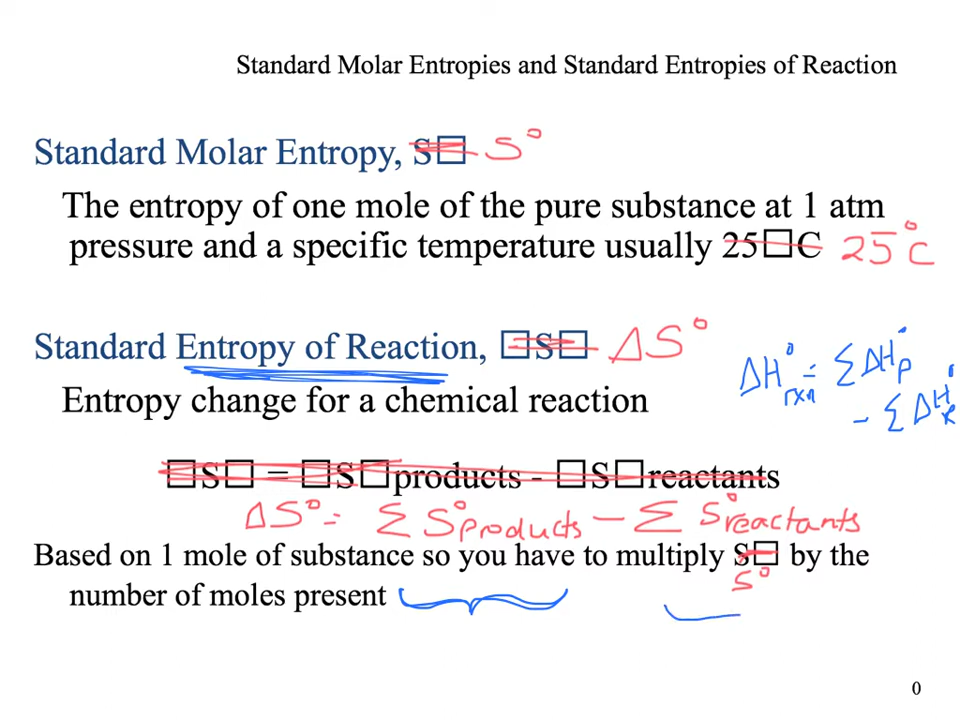 Standard Molar Entropies and Standard Entropies of Reaction
Standard Molar Entropy, S□ S°
The entropy of one mole of the pure substance at 1 atm
pressure and a specific temperature usually 25□C 25°C
Standard Entropy of Reaction, □S□ ΔS°
ΔH°rxn = ΣΔH°P
- ΣΔH°R
Entropy change for a chemical reaction
□S□ = □S□products - □S□reactants
ΔS° = Σ S°products - Σ S°reactants
Based on 1 mole of substance so you have to multiply S□ by the
S°
number of moles present
0